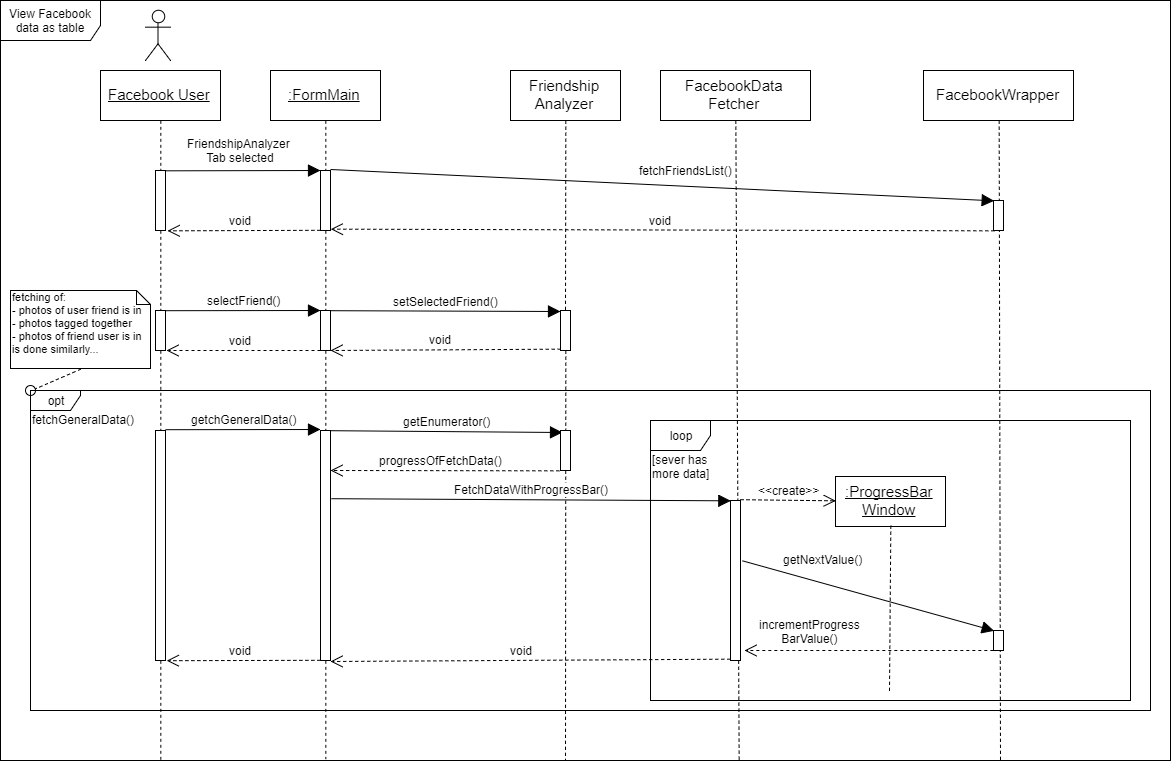 View Facebook
data as table
Facebook User
:FormMain
Friendship
Analyzer
FacebookData
Fetcher
FacebookWrapper
FriendshipAnalyzer
Tab selected
fetchFriendsList()
void
void
fetching of:
- photos of user friend is in
- photos tagged together
- photos of friend user is in
is done similarly...
selectFriend()
setSelectedFriend()
void
void
opt
fetchGeneralData()
getchGeneralData()
getEnumerator()
loop
[sever has
more data]
progressOfFetchData()
FetchDataWithProgressBar()
<<create>>
:ProgressBar
Window
getNextValue()
incrementProgress
BarValue()
void
void